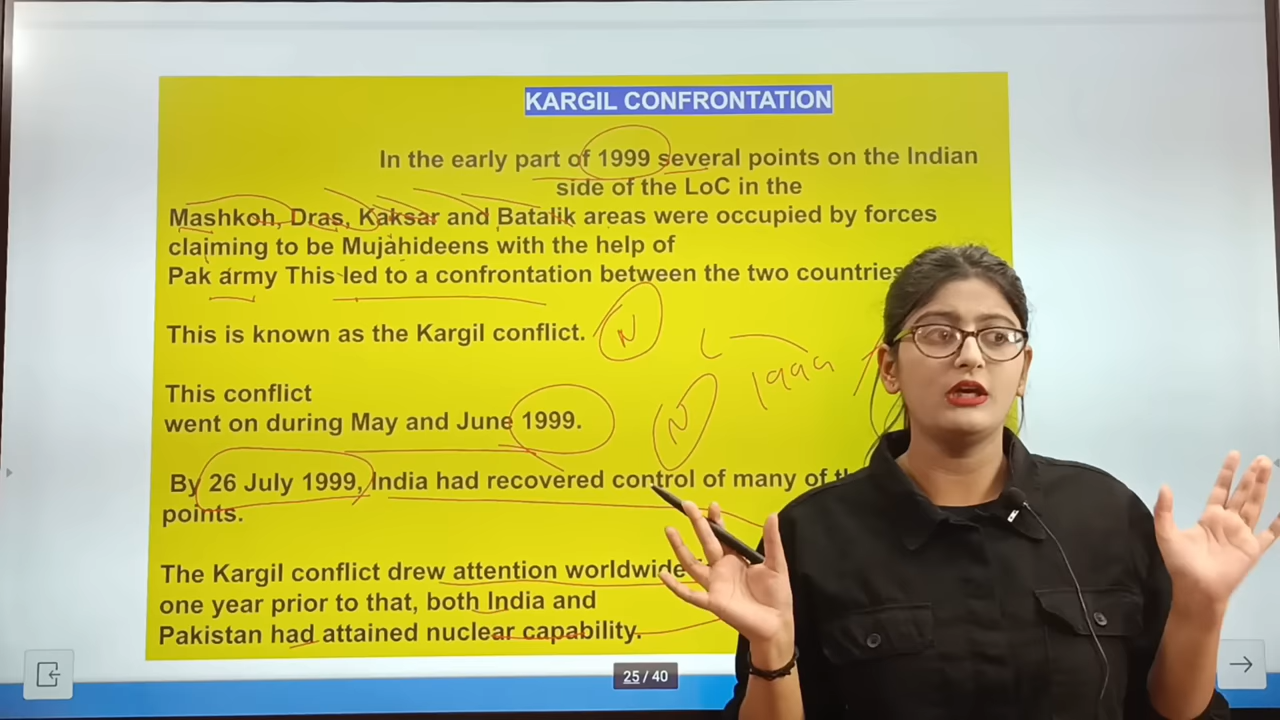 KARGIL CONFRONTATION
In the early part of 1999 several points on the Indian
side of the LoC in the
Mashkoh, Dras, Kaksar and Batalik areas were occupied by forces
claiming to be Mujahideens with the help of
Pak army This led to a confrontation between the two countries
This is known as the Kargil conflict. N
1999
This conflict
went on during May and June 1999. N
By 26 July 1999, India had recovered control of many of
points.
The Kargil conflict drew attention worldwide
one year prior to that, both India and
Pakistan had attained nuclear capability.
25 / 40